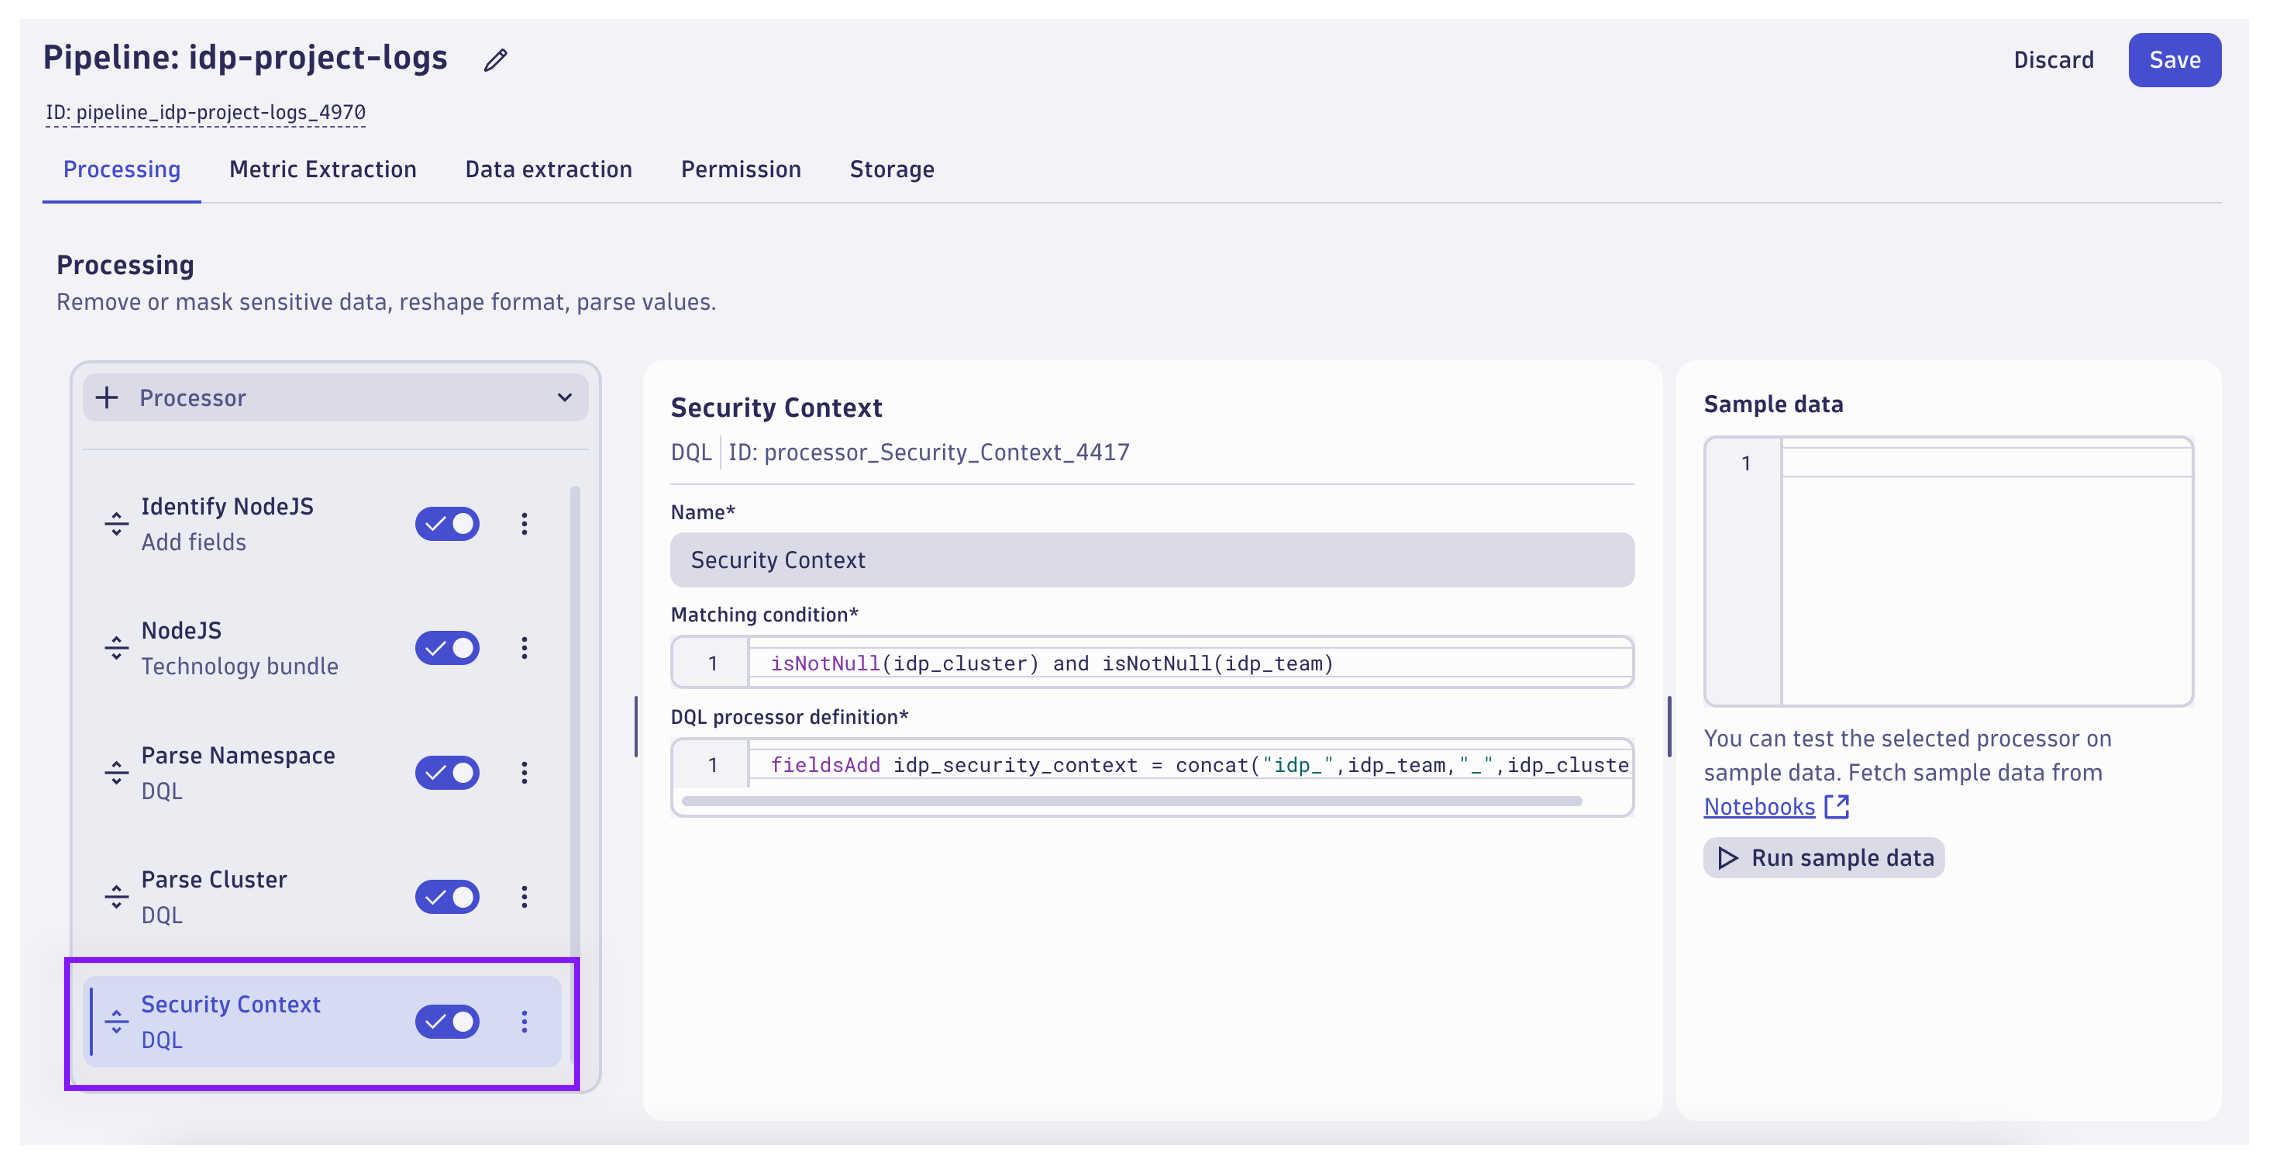 Pipeline: idp-project-logs
Discard
Save
ID: pipeline_idp-project-logs_4970
Processing
Metric Extraction
Data extraction
Permission
Storage
Processing
Remove or mask sensitive data, reshape format, parse values.
Processor
Identify NodeJS
Add fields
NodeJS
Technology bundle
Parse Namespace
DQL
Parse Cluster
DQL
Security Context
DQL
Security Context
DQL
ID: processor_Security_Context_4417
Name*
Security Context
Matching condition*
1
isNotNull(idp_cluster) and isNotNull(idp_team)
DQL processor definition*
1
fieldsAdd idp_security_context = concat("idp_",idp_team,"_",idp_cluste
Sample data
1
You can test the selected processor on
sample data. Fetch sample data from
Notebooks
Run sample data